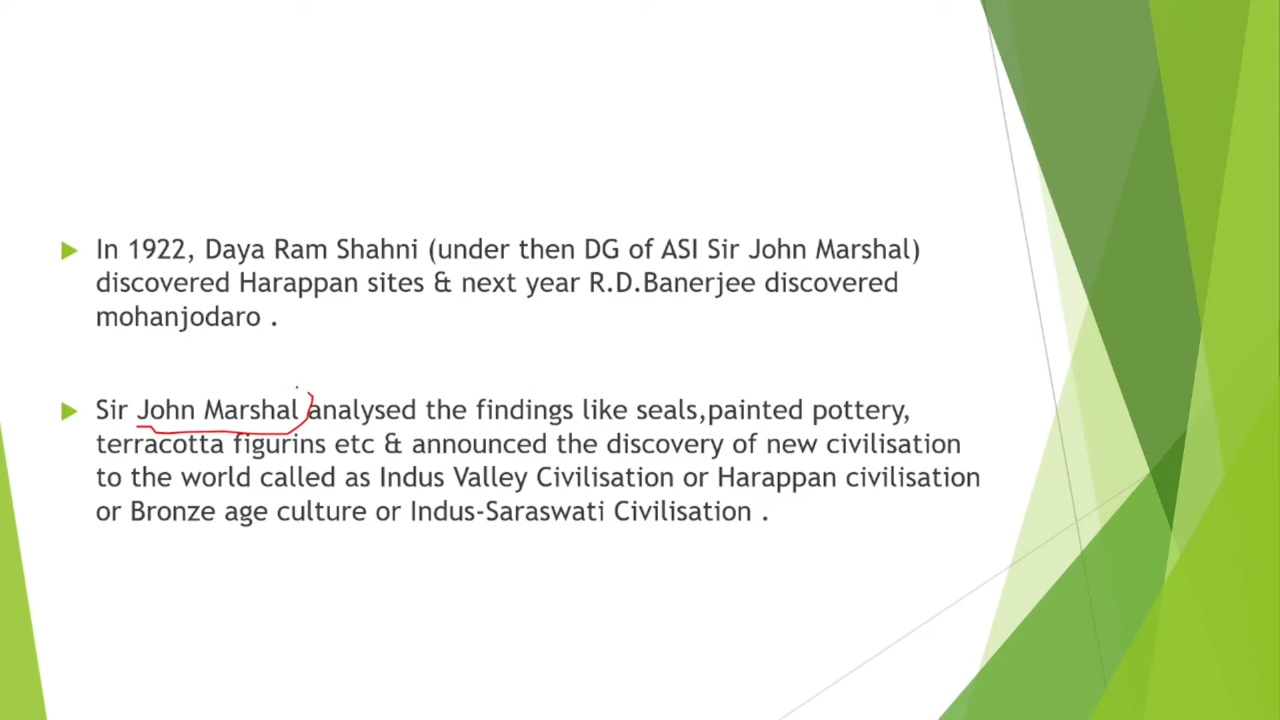 In 1922, Daya Ram Shahni (under then DG of ASI Sir John Marshal)
discovered Harappan sites & next year R.D.Banerjee discovered
mohanjodaro .
Sir John Marshal analysed the findings like seals,painted pottery,
terracotta figurins etc & announced the discovery of new civilisation
to the world called as Indus Valley Civilisation or Harappan civilisation
or Bronze age culture or Indus-Saraswati Civilisation .